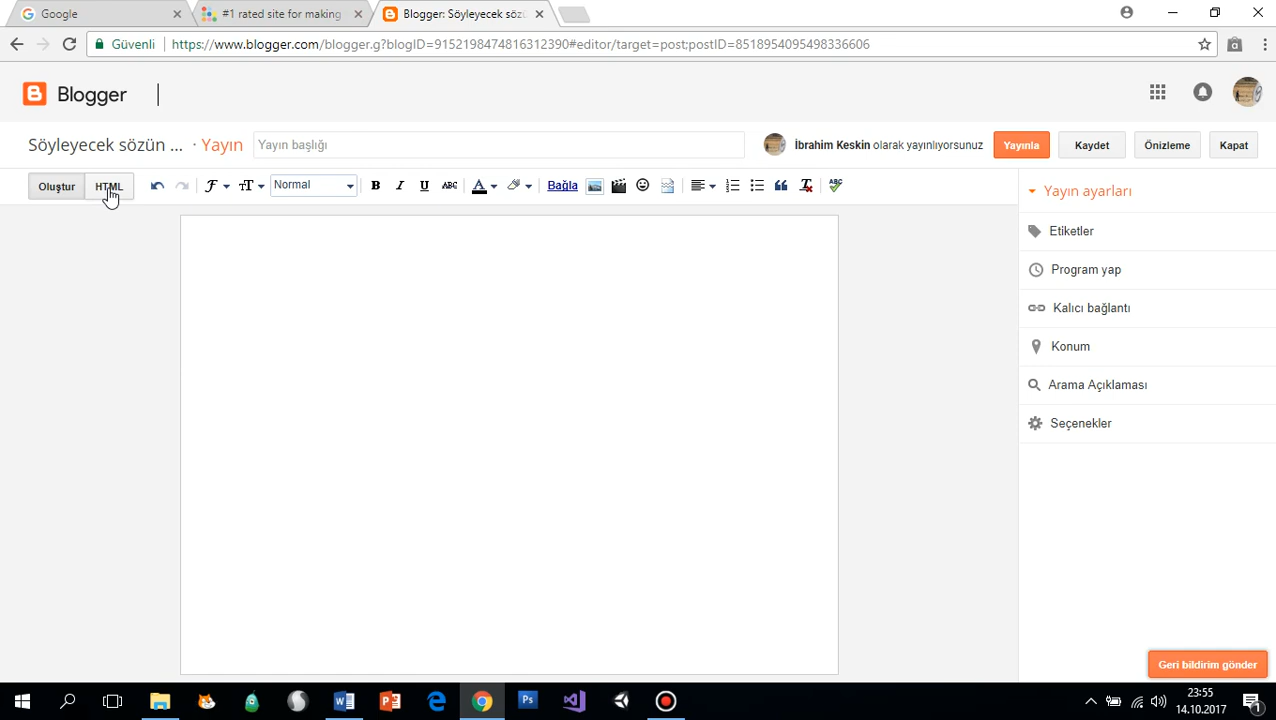 Google
#1 rated site for making
Blogger: Söyleyecek sözü
Güvenli
https://www.blogger.com/blogger.g?blogID=9152198474816312390#editor/target=post;postID=8518954095498336606
Blogger
Söyleyecek sözün ... · Yayın
Yayın başlığı
İbrahim Keskin olarak yayınlıyorsunuz
Yayınla
Kaydet
Önizleme
Kapat
Oluştur
HTML
Normal
B I U ABC A
Bağla
ABC
Yayın ayarları
Etiketler
Program yap
Kalıcı bağlantı
Konum
Arama Açıklaması
Seçenekler
Geri bildirim gönder
23:55
14.10.2017